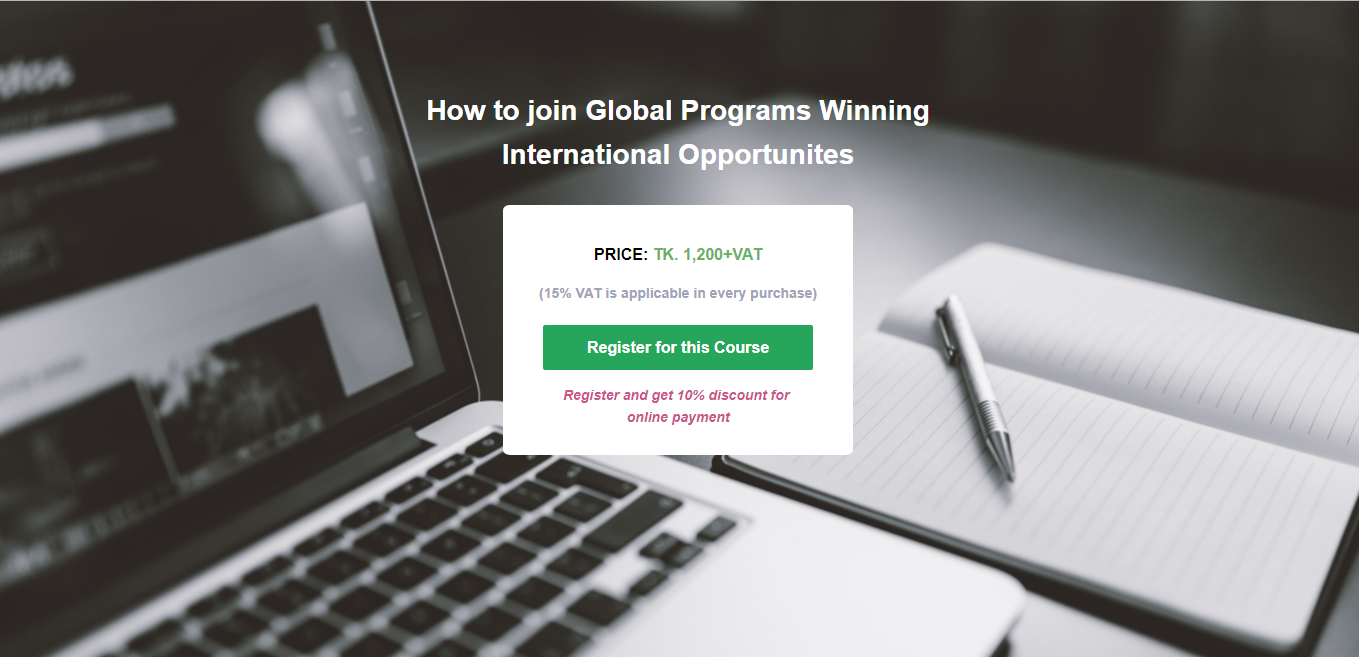 How to join Global Programs Winning
International Opportunites
PRICE: TK. 1,200+VAT
(15% VAT is applicable in every purchase)
Register for this Course
Register and get 10% discount for
online payment